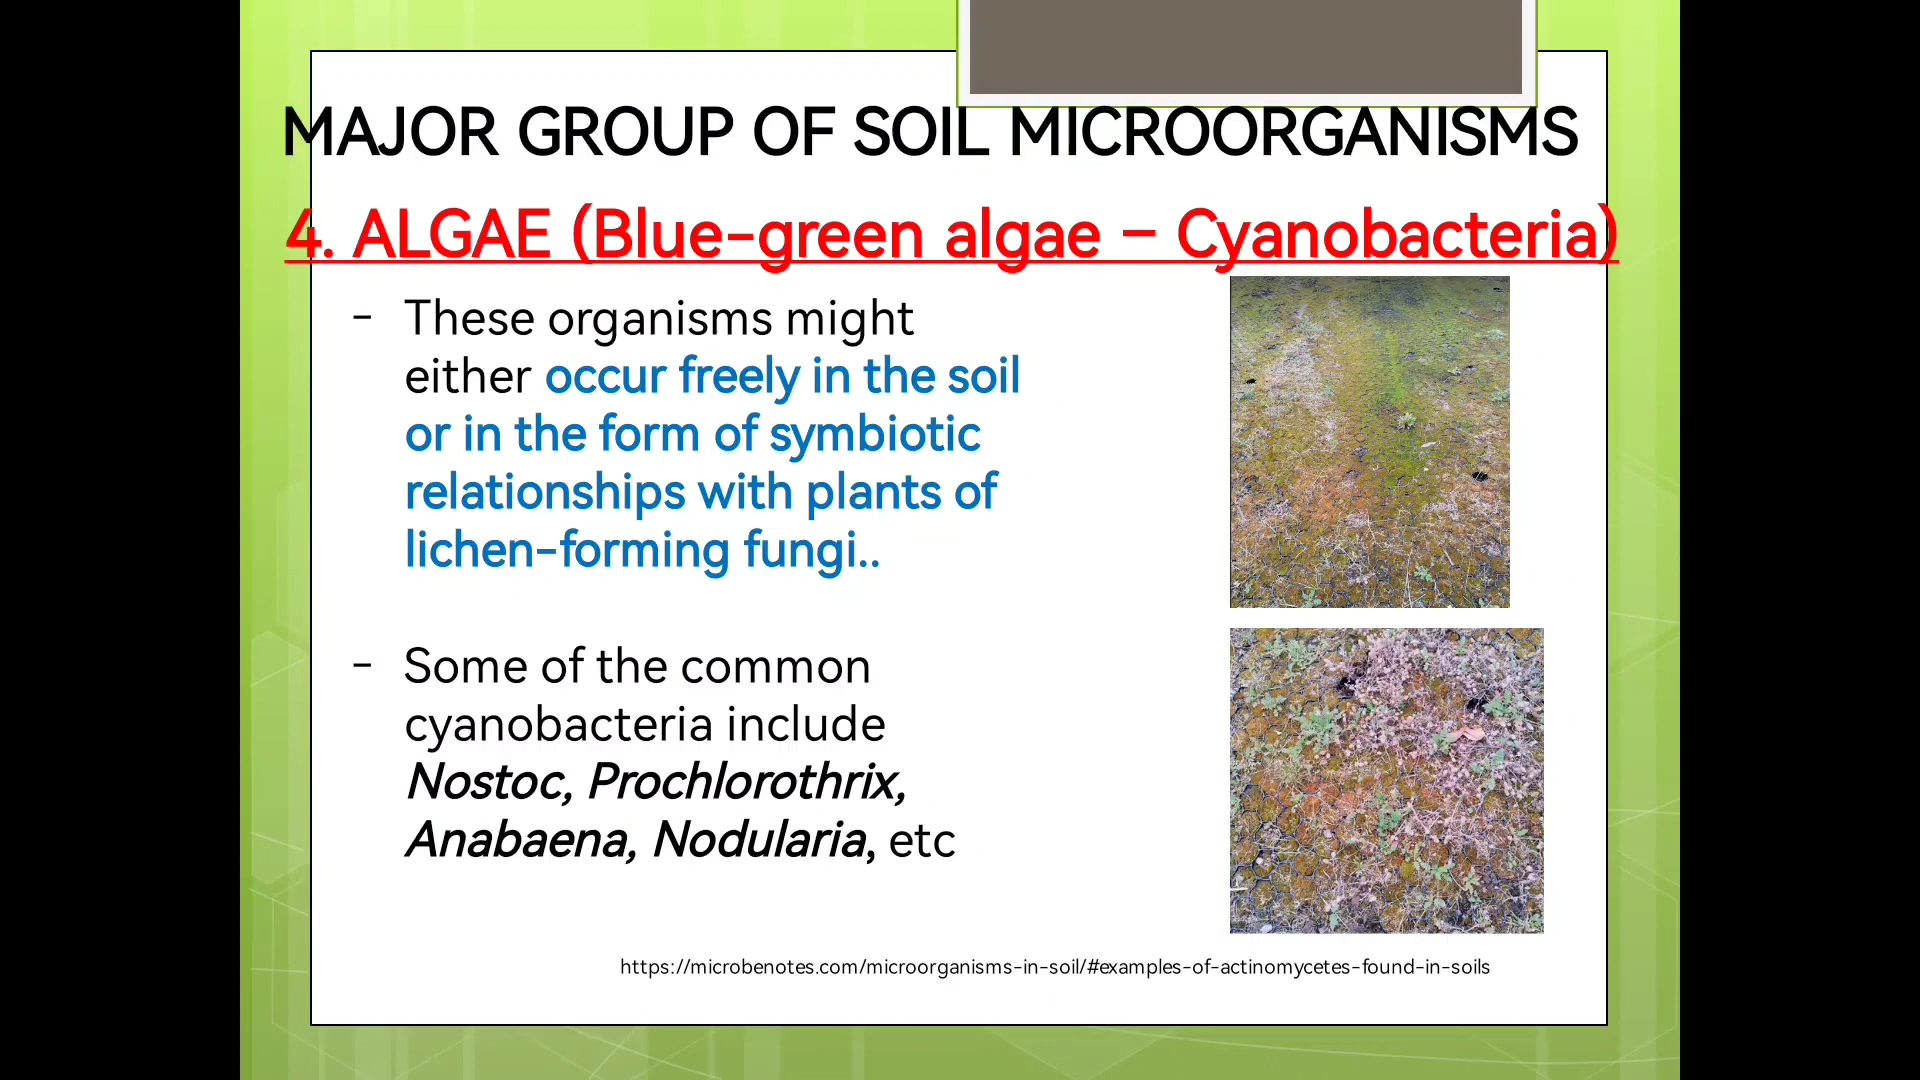 MAJOR GROUP OF SOIL MICROORGANISMS
4. ALGAE (Blue-green algae – Cyanobacteria)
- These organisms might
either occur freely in the soil
or in the form of symbiotic
relationships with plants of
lichen-forming fungi..
- Some of the common
cyanobacteria include
Nostoc, Prochlorothrix,
Anabaena, Nodularia, etc
https://microbenotes.com/microorganisms-in-soil/#examples-of-actinomycetes-found-in-soils